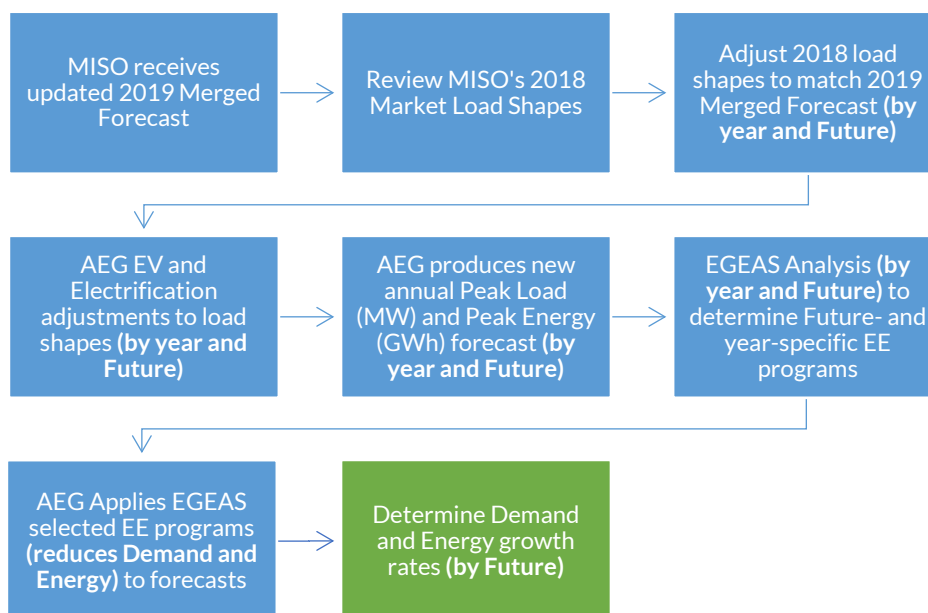 MISO receives
updated 2019 Merged
Forecast
Review MISO's 2018
Market Load Shapes
Adjust 2018 load
shapes to match 2019
Merged Forecast (by
year and Future)
AEG EV and
Electrification
adjustments to load
shapes (by year and
Future)
AEG produces new
annual Peak Load
(MW) and Peak Energy
(GWh) forecast (by
year and Future)
EGEAS Analysis (by
year and Future) to
determine Future- and
year-specific EE
programs
AEG Applies EGEAS
selected EE programs
(reduces Demand and
Energy) to forecasts
Determine Demand
and Energy growth
rates (by Future)